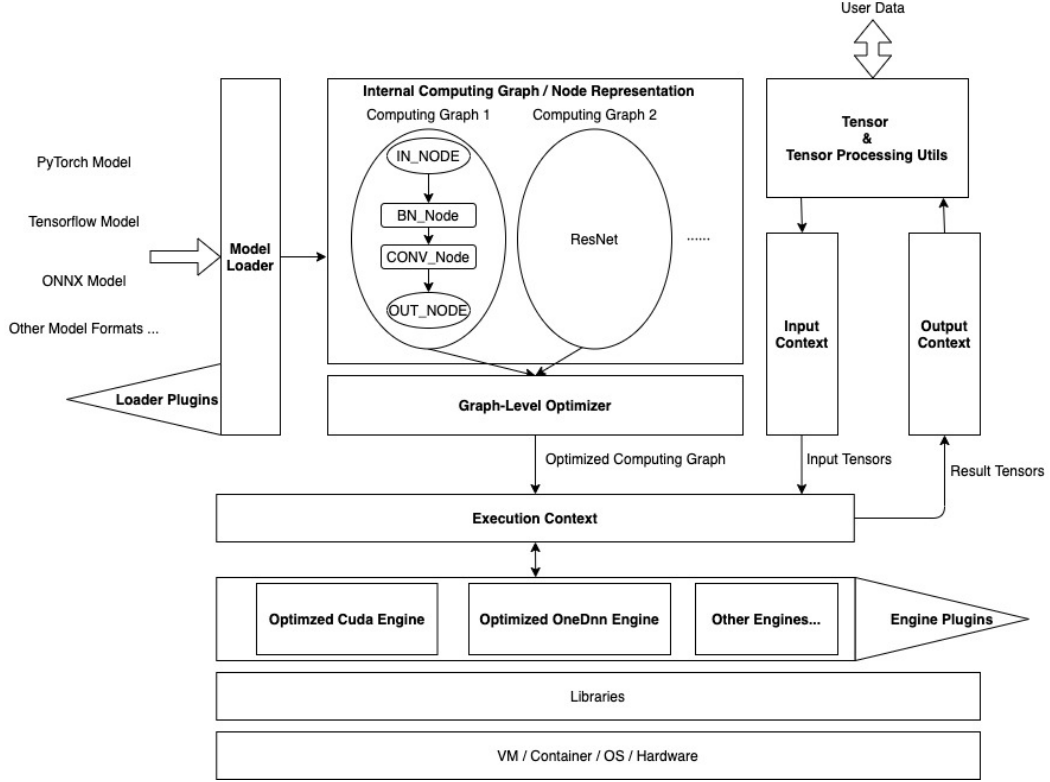 User Data
Internal Computing Graph / Node Representation
Computing Graph 1
Computing Graph 2
IN_NODE
BN_Node
CONV_Node
OUT_NODE
ResNet
......
Tensor
&
Tensor Processing Utils
PyTorch Model
Tensorflow Model
ONNX Model
Other Model Formats ...
Model
Loader
Loader Plugins
Input
Context
Output
Context
Graph-Level Optimizer
Optimized Computing Graph
Input Tensors
Result Tensors
Execution Context
Optimzed Cuda Engine
Optimized OneDnn Engine
Other Engines...
Engine Plugins
Libraries
VM / Container / OS / Hardware